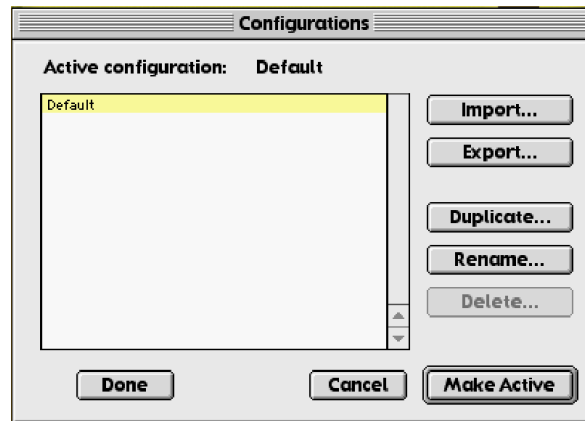 Configurations
Active configuration: Default
Default
Import...
Export...
Duplicate...
Rename...
Delete...
Done
Cancel
Make Active